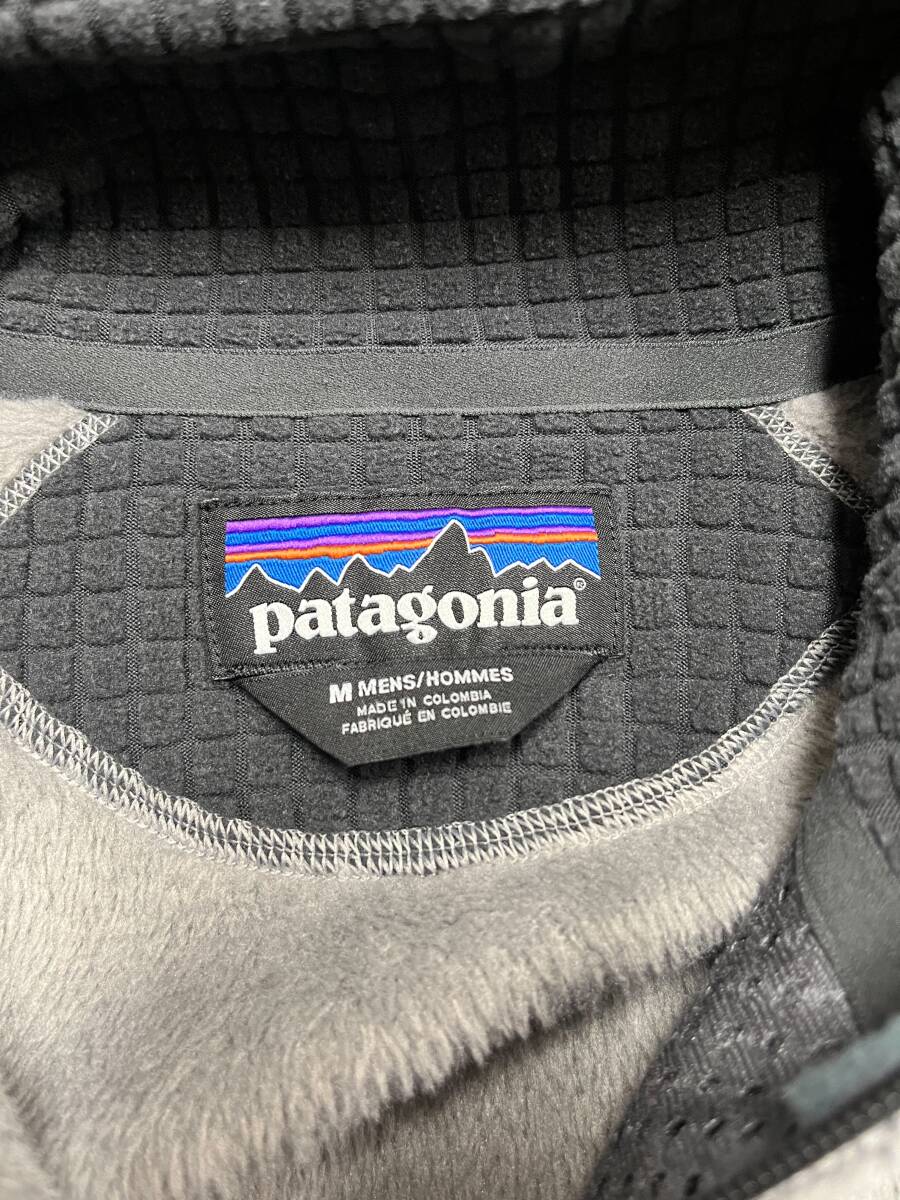 patagonia®
M MENS/HOMMES
MADE IN COLOMBIA
FABRIQUÉ EN COLOMBIE